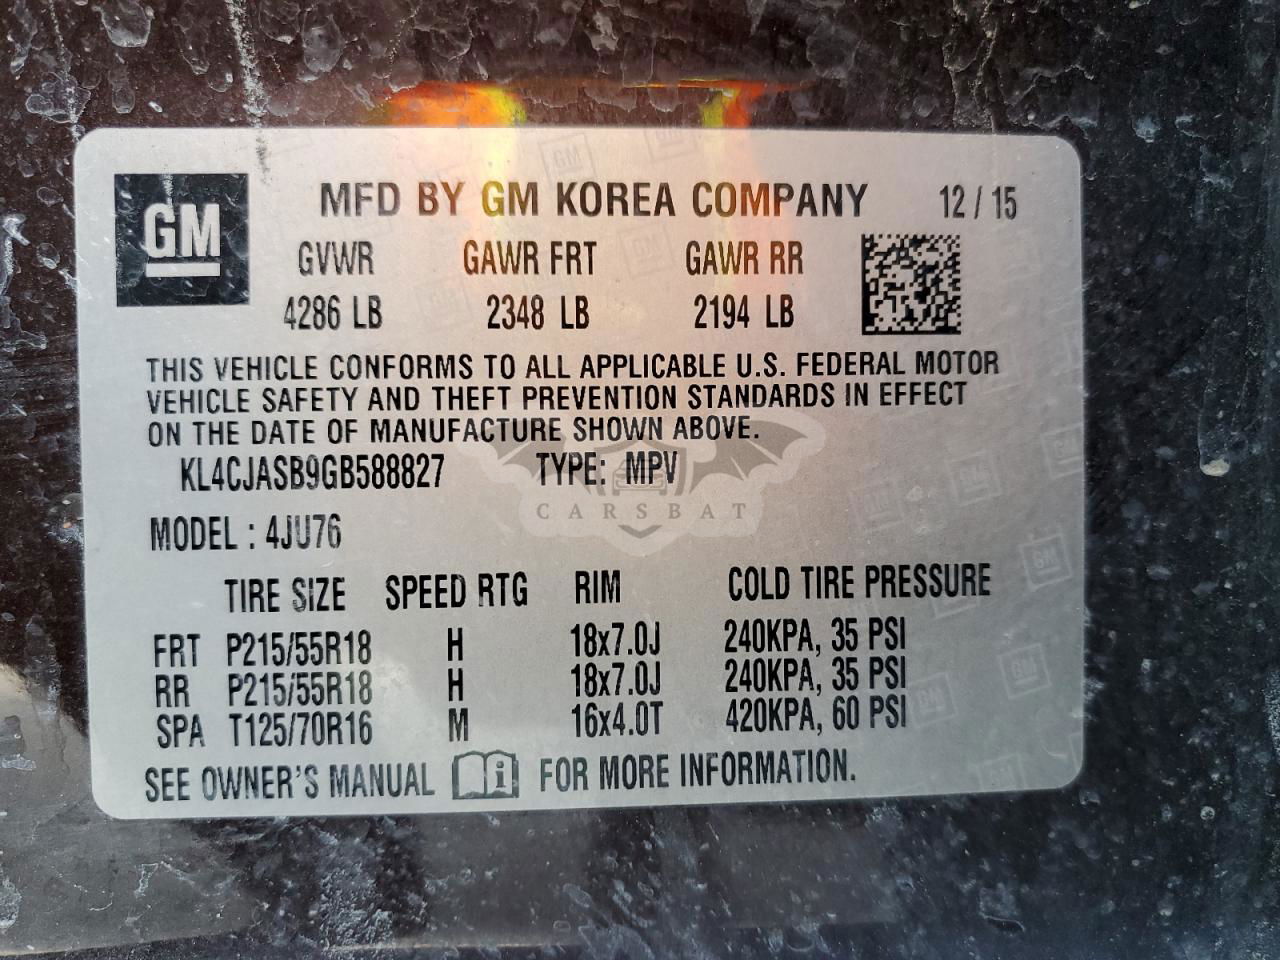 GM
MFD BY GM KOREA COMPANY 12 / 15
GVWR GAWR FRT GAWR RR
4286 LB 2348 LB 2194 LB
THIS VEHICLE CONFORMS TO ALL APPLICABLE U.S. FEDERAL MOTOR
VEHICLE SAFETY AND THEFT PREVENTION STANDARDS IN EFFECT
ON THE DATE OF MANUFACTURE SHOWN ABOVE.
KL4CJASB9GB588827 TYPE: MPV
CARSBAT
MODEL : 4JU76
TIRE SIZE SPEED RTG RIM COLD TIRE PRESSURE
FRT P215/55R18 H 18x7.0J 240KPA, 35 PSI
RR P215/55R18 H 18x7.0J 240KPA, 35 PSI
SPA T125/70R16 M 16x4.0T 420KPA, 60 PSI
SEE OWNER'S MANUAL i FOR MORE INFORMATION.